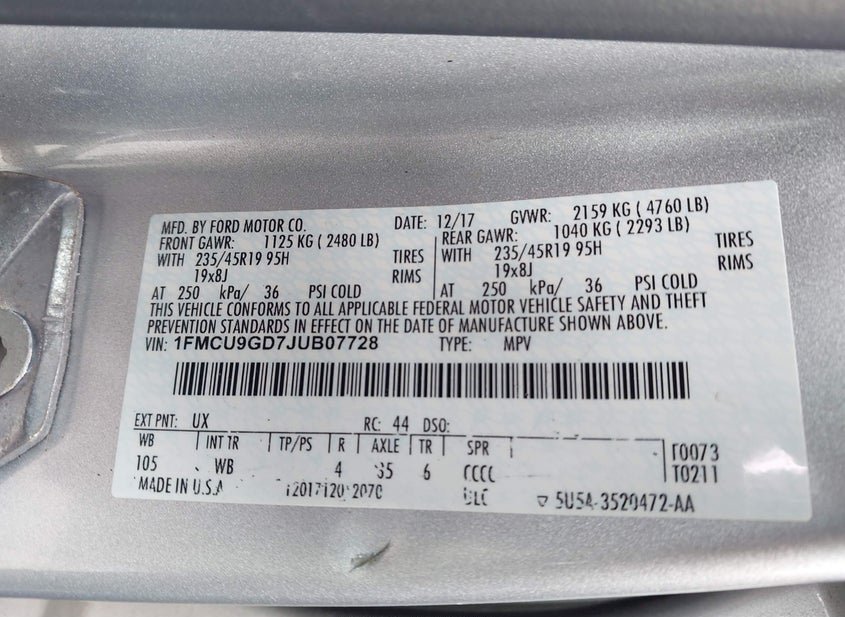 MFD. BY FORD MOTOR CO. DATE: 12/17 GVWR: 2159 KG ( 4760 LB)
FRONT GAWR: 1125 KG ( 2480 LB) REAR GAWR: 1040 KG ( 2293 LB)
WITH 235/45R19 95H TIRES WITH 235/45R19 95H TIRES
19x8J RIMS 19x8J RIMS
AT 250 kPa/ 36 PSI COLD AT 250 kPa/ 36 PSI COLD
THIS VEHICLE CONFORMS TO ALL APPLICABLE FEDERAL MOTOR VEHICLE SAFETY AND THEFT
PREVENTION STANDARDS IN EFFECT ON THE DATE OF MANUFACTURE SHOWN ABOVE.
VIN: 1FMCU9GD7JUB07728 TYPE: MPV
EXT PNT: UX RC: 44 DSO:
WB INT TR TP/PS R AXLE TR SPR T0073
105 WB 4 6 T0211
MADE IN U.S.A 5U5A-3520472-AA